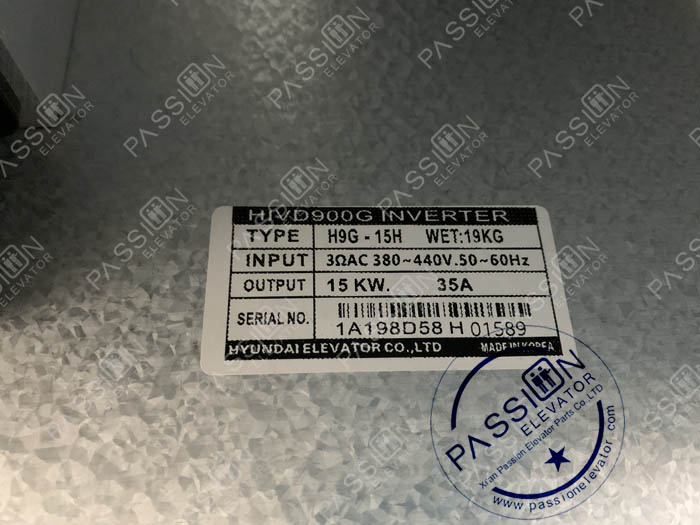 HIVD900G INVERTER
TYPE H9G - 15H WET:19KG
INPUT 3ΩAC 380~440V.50~60Hz
OUTPUT 15 KW. 35A
SERIAL NO. 1A198D58 H 01589
HYUNDAI ELEVATOR CO.,LTD MADE IN KOREA
PASSION
ELEVATOR
Xi'an Passion Elevator Parts Co.,LTD
www.passionelevator.com